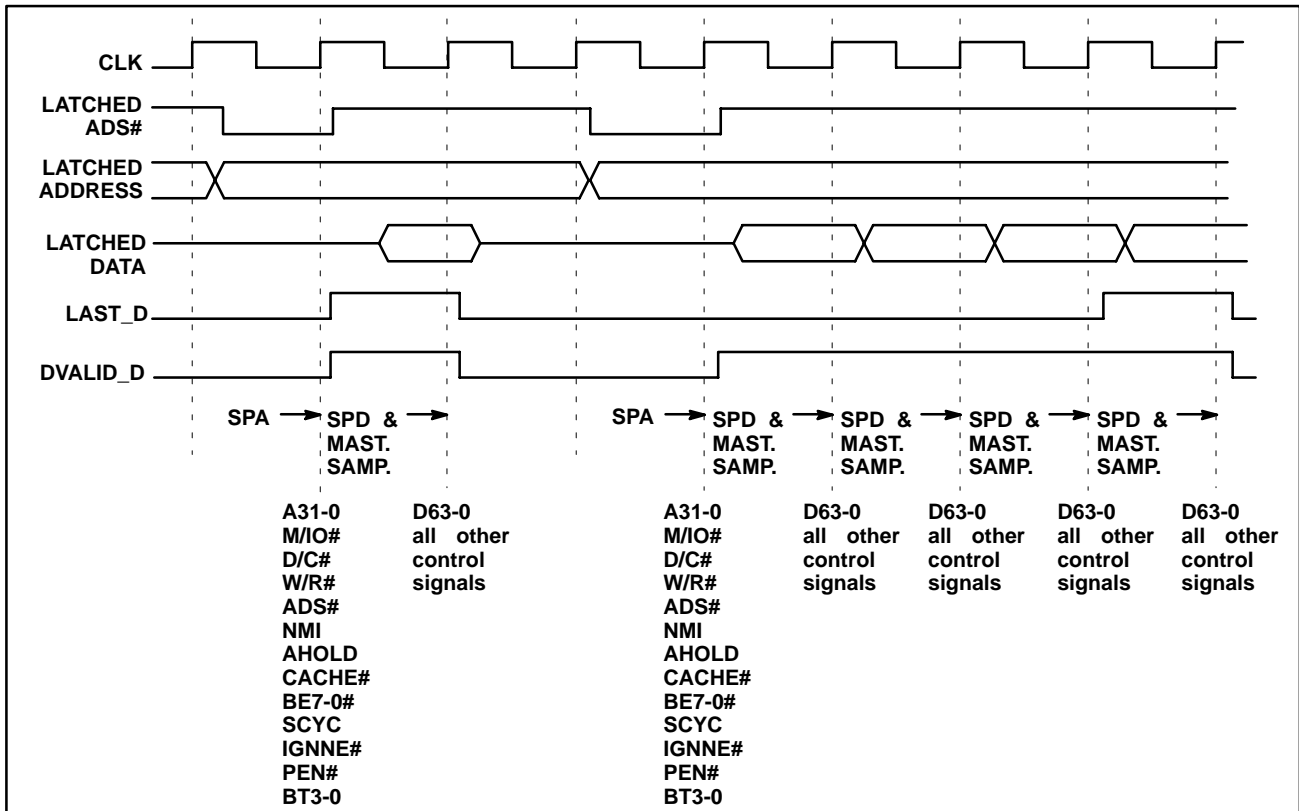 CLK
LATCHED
ADS#
LATCHED
ADDRESS
LATCHED
DATA
LAST_D
DVALID_D
SPA
SPD &
MAST.
SAMP.
SPA
SPD &
MAST.
SAMP.
SPD &
MAST.
SAMP.
SPD &
MAST.
SAMP.
SPD &
MAST.
SAMP.
A31-0
M/IO#
D/C#
W/R#
ADS#
NMI
AHOLD
CACHE#
BE7-0#
SCYC
IGNNE#
PEN#
BT3-0
D63-0
all other
control
signals
A31-0
M/IO#
D/C#
W/R#
ADS#
NMI
AHOLD
CACHE#
BE7-0#
SCYC
IGNNE#
PEN#
BT3-0
D63-0
all other
control
signals
D63-0
all other
control
signals
D63-0
all other
control
signals
D63-0
all other
control
signals